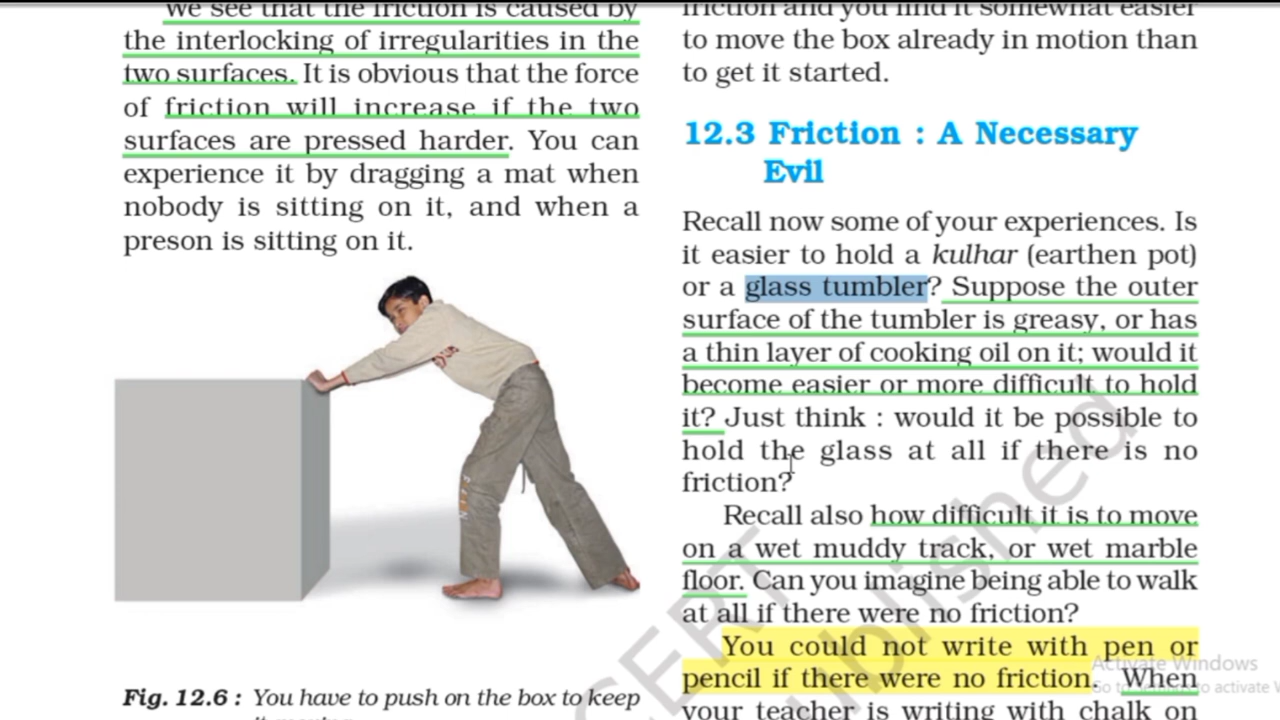 We see that the friction is caused by
the interlocking of irregularities in the
two surfaces. It is obvious that the force
of friction will increase if the two
surfaces are pressed harder. You can
experience it by dragging a mat when
nobody is sitting on it, and when a
preson is sitting on it.
Fig. 12.6 : You have to push on the box to keep
friction and you find it somewhat easier
to move the box already in motion than
to get it started.
12.3 Friction : A Necessary
Evil
Recall now some of your experiences. Is
it easier to hold a kulhar (earthen pot)
or a glass tumbler? Suppose the outer
surface of the tumbler is greasy, or has
a thin layer of cooking oil on it; would it
become easier or more difficult to hold
it? Just think : would it be possible to
hold the glass at all if there is no
friction?
Recall also how difficult it is to move
on a wet muddy track, or wet marble
floor. Can you imagine being able to walk
at all if there were no friction?
You could not write with pen or
pencil if there were no friction. When
your teacher is writing with chalk on
Activate Windows
Go to Settings to activate